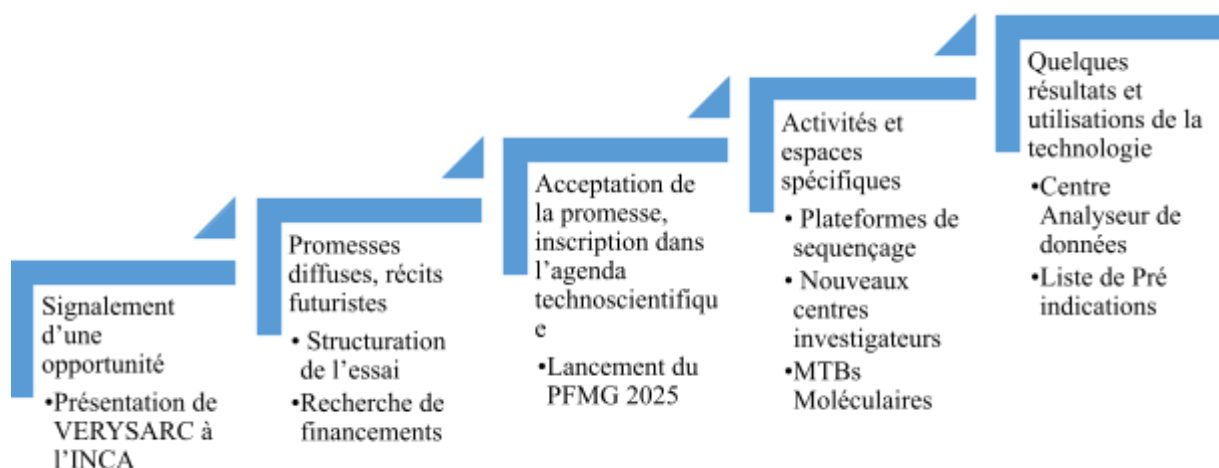 Signalement
d’une
opportunité
•Présentation de
VERYSARC à
l’INCA
Promesses
diffuses, récits
futuristes
• Structuration
de l’essai
•Recherche de
financements
Acceptation de
la promesse,
inscription dans
l’agenda
technoscientifiqu
e
•Lancement du
PFMG 2025
Activités et
espaces
spécifiques
• Plateformes de
sequençage
• Nouveaux
centres
investigateurs
•MTBs
Moléculaires
Quelques
résultats et
utilisations de la
technologie
•Centre
Analyseur de
données
•Liste de Pré
indications